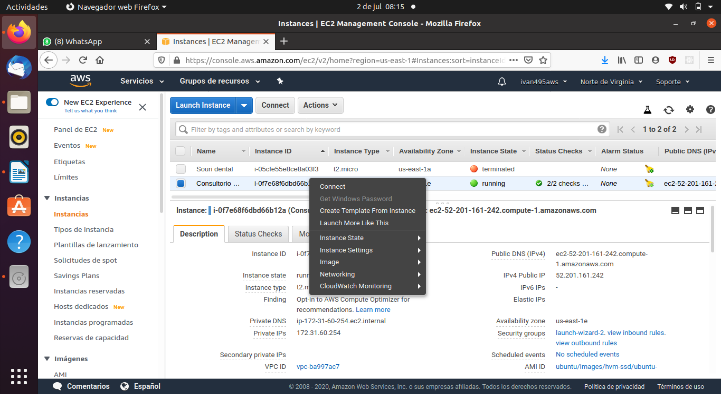 Actividades
Navegador web Firefox
2 de jul 08:15
Instances | EC2 Management Console - Mozilla Firefox
(8) WhatsApp
Instances | EC2 Managem
https://console.aws.amazon.com/ec2/v2/home?region=us-east-1#Instances:sort=instance
aws
Servicios
Grupos de recursos
ivan495aws
Norte de Virginia
Soporte
New EC2 Experience
Tell us what you think
Panel de EC2 New
Eventos New
Etiquetas
Límites
Instancias
Instancias
Tipos de instancia
Plantillas de lanzamiento
Solicitudes de spot
Savings Plans
Instancias reservadas
Hosts dedicados New
Instancias programadas
Reservas de capacidad
Imágenes
AMI
Launch Instance
Connect
Actions
Filter by tags and attributes or search by keyword
1 to 2 of 2
Name
Instance ID
Instance Type
Availability Zone
Instance State
Status Checks
Alarm Status
Public DNS (IPv4
Sourn dental
t2.micro
us-east-1a
terminated
None
Consultorio ...
i-0f7e68f6dbd66b
running
2/2 checks ...
None
ec2-52-201-161-
Connect
Get Windows Password
Create Template From Instance
Launch More Like This
Instance State
Instance Settings
Image
Networking
CloudWatch Monitoring
Instance: i-0f7e68f6dbd66b12a (Cons
ec2-52-201-161-242.compute-1.amazonaws.com
Description
Status Checks
Mo
Instance ID
i-0f7
Instance state
runn
Instance type
t2.m
Finding
Opt-in to AWS Compute Optimizer for recommendations. Learn more
Private DNS
ip-172-31-60-254.ec2.internal
Private IPs
172.31.60.254
Secondary private IPs
VPC ID
vpc-ba997ac7
Public DNS (IPv4)
ec2-52-201-161-242.compute-
1.amazonaws.com
IPv4 Public IP
52.201.161.242
IPv6 IPs
-
Elastic IPs
Availability zone
us-east-1e
Security groups
launch-wizard-2. view inbound rules.
view outbound rules
Scheduled events
No scheduled events
AMI ID
ubuntu/images/hvm-ssd/ubuntu-
Comentarios
Español
© 2008 - 2020, Amazon Web Services, Inc. o sus empresas afiliadas. Todos los derechos reservados.
Política de privacidad
Términos de uso